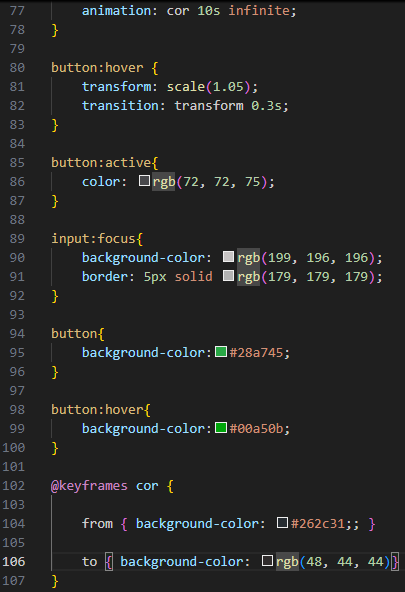 77 animation: cor 10s infinite;
78 }
79
80 button:hover {
81 transform: scale(1.05);
82 transition: transform 0.3s;
83 }
84
85 button:active{
86 color: rgb(72, 72, 75);
87 }
88
89 input:focus{
90 background-color: rgb(199, 196, 196);
91 border: 5px solid rgb(179, 179, 179);
92 }
93
94 button{
95 background-color:#28a745;
96 }
97
98 button:hover{
99 background-color:#00a50b;
100 }
101
102 @keyframes cor {
103
104 from { background-color: #262c31;; }
105
106 to { background-color: rgb(48, 44, 44)}
107 }